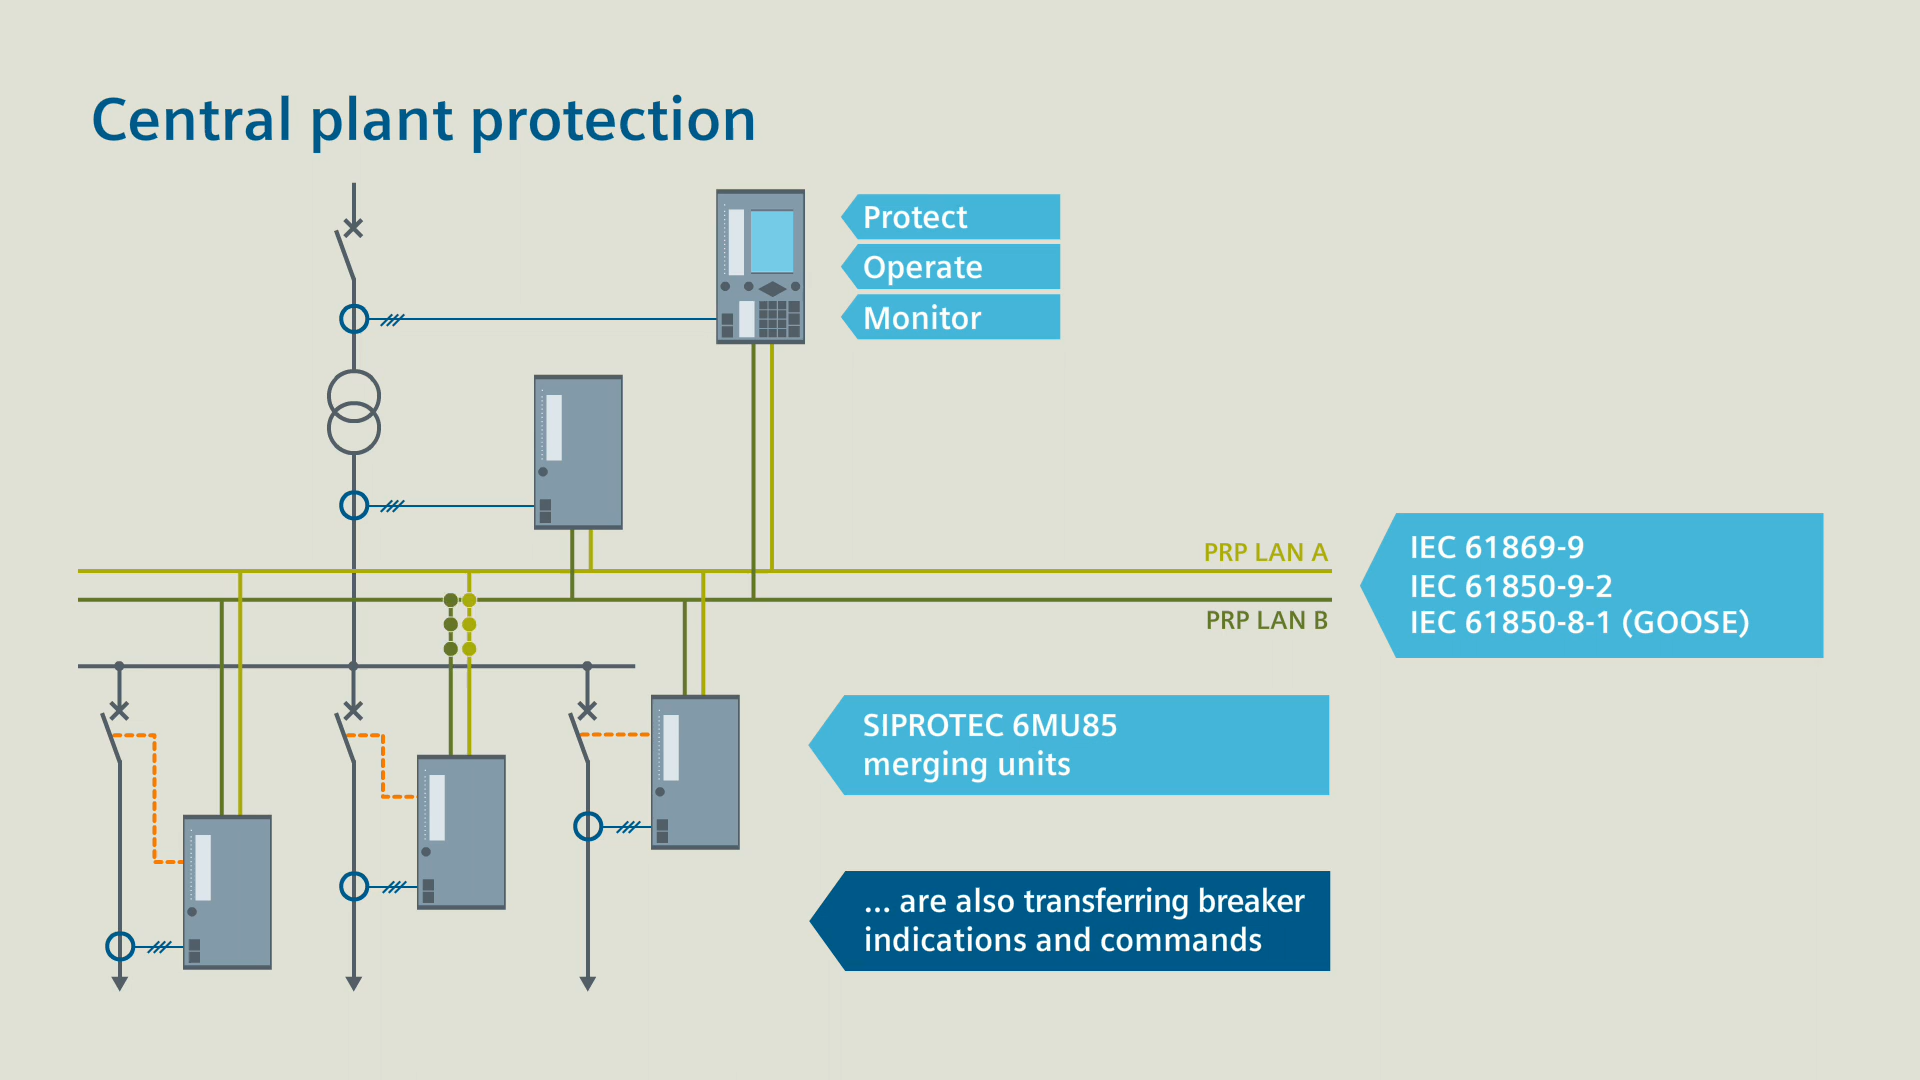 Central plant protection
Protect
Operate
Monitor
PRP LAN A
PRP LAN B
IEC 61869-9
IEC 61850-9-2
IEC 61850-8-1 (GOOSE)
SIPROTEC 6MU85
merging units
... are also transferring breaker
indications and commands